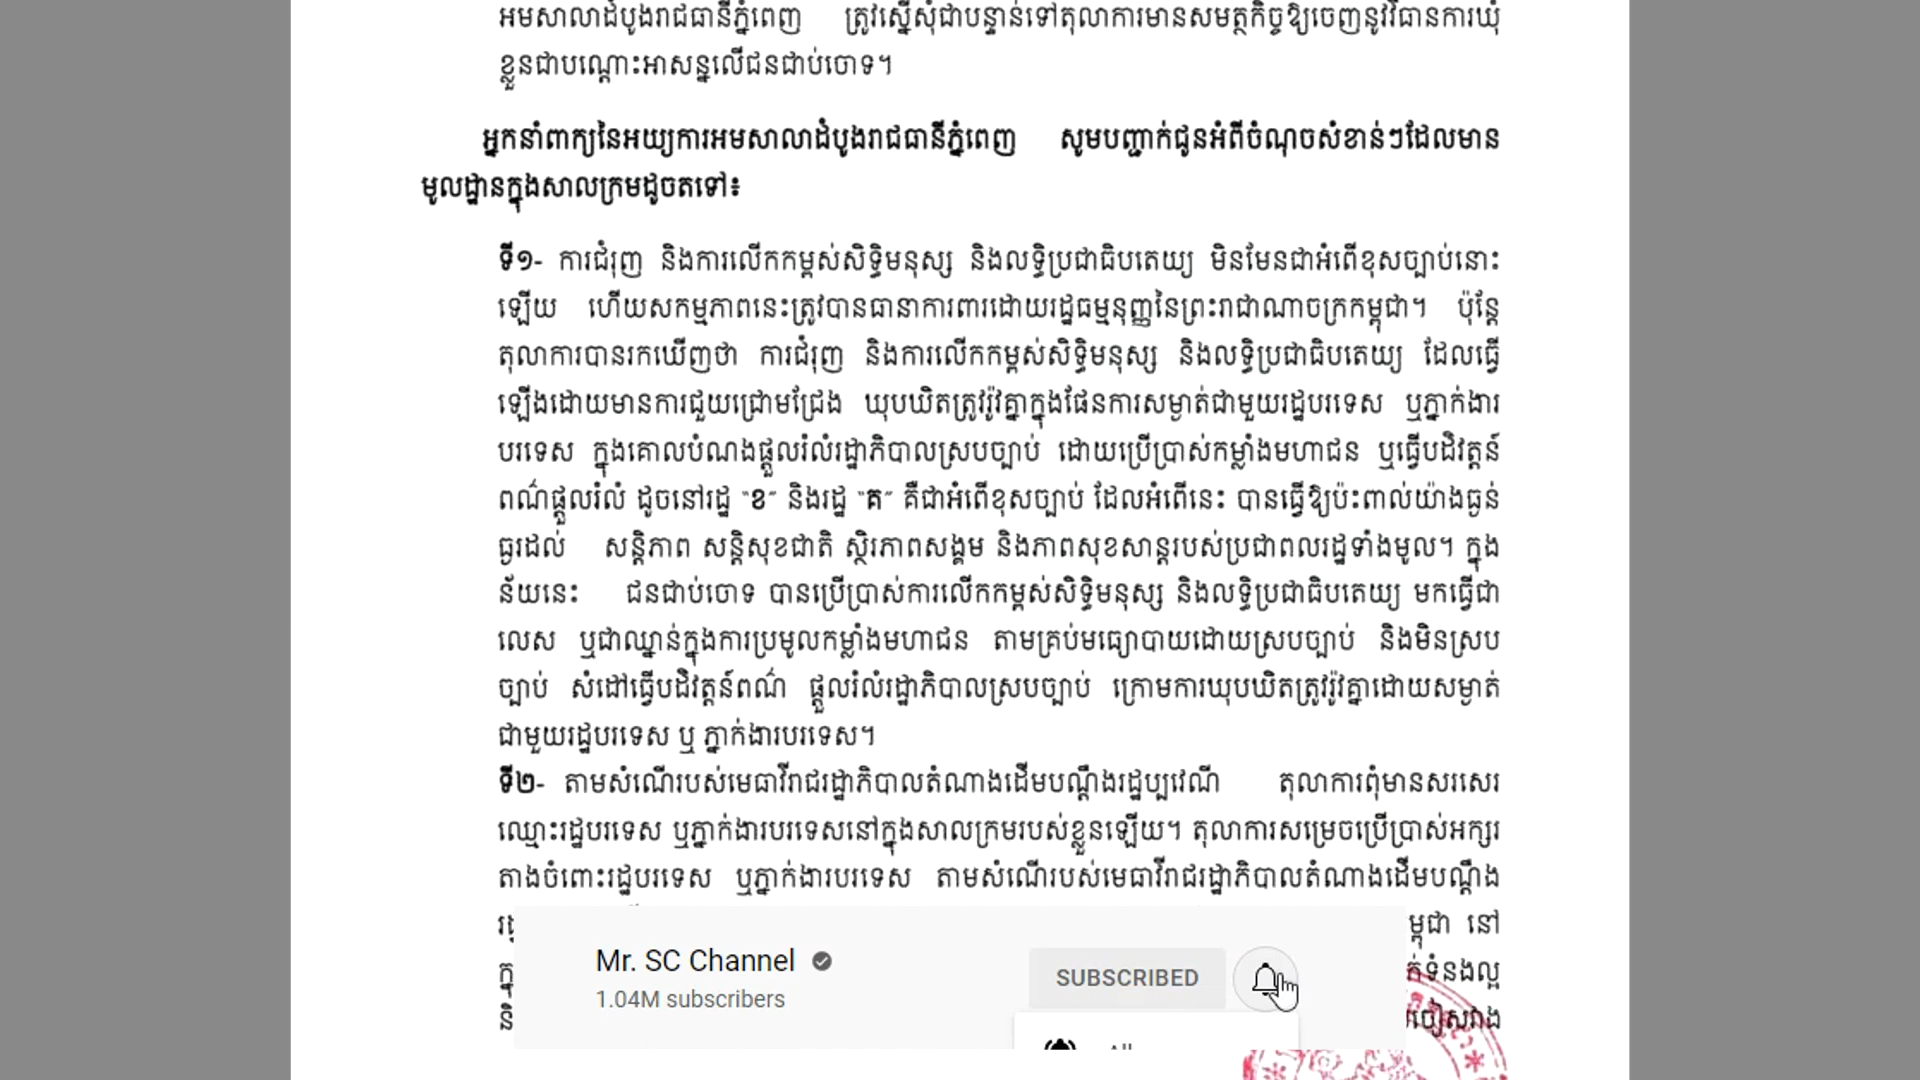 អមសាលាដំបូងរាជធានីភ្នំពេញ ត្រូវស្នើសុំជាបន្ទាន់ទៅតុលាការមានសមត្ថកិច្ចឱ្យចេញនូវវិធានការឃុំ
ខ្លួនជាបណ្ដោះអាសន្នលើជនជាប់ចោទ។
អ្នកនាំពាក្យនៃអយ្យការអមសាលាដំបូងរាជធានីភ្នំពេញ សូមបញ្ជាក់ជូនអំពីចំណុចសំខាន់ៗដែលមាន
មូលដ្ឋានក្នុងសាលក្រមដូចតទៅ៖
ទី១- ការជំរុញ និងការលើកកម្ពស់សិទ្ធិមនុស្ស និងលទ្ធិប្រជាធិបតេយ្យ មិនមែនជាអំពើខុសច្បាប់នោះ
ឡើយ ហើយសកម្មភាពនេះត្រូវបានធានាការពារដោយរដ្ឋធម្មនុញ្ញនៃព្រះរាជាណាចក្រកម្ពុជា។ ប៉ុន្តែ
តុលាការបានរកឃើញថា ការជំរុញ និងការលើកកម្ពស់សិទ្ធិមនុស្ស និងលទ្ធិប្រជាធិបតេយ្យ ដែលធ្វើ
ឡើងដោយមានការជួយជ្រោមជ្រែង ឃុបឃិតត្រូវរ៉ូវគ្នាក្នុងផែនការសម្ងាត់ជាមួយរដ្ឋបរទេស ឬភ្នាក់ងារ
បរទេស ក្នុងគោលបំណងផ្ដួលរំលំរដ្ឋាភិបាលស្របច្បាប់ ដោយប្រើប្រាស់កម្លាំងមហាជន ឬធ្វើបដិវត្តន៍
ពណ៌ផ្ដួលរំលំ ដូចនៅរដ្ឋ "ខ" និងរដ្ឋ "គ" គឺជាអំពើខុសច្បាប់ ដែលអំពើនេះ បានធ្វើឱ្យប៉ះពាល់យ៉ាងធ្ងន់
ធ្ងរដល់ សន្តិភាព សន្តិសុខជាតិ ស្ថិរភាពសង្គម និងភាពសុខសាន្តរបស់ប្រជាពលរដ្ឋទាំងមូល។ ក្នុង
ន័យនេះ ជនជាប់ចោទ បានប្រើប្រាស់ការលើកកម្ពស់សិទ្ធិមនុស្ស និងលទ្ធិប្រជាធិបតេយ្យ មកធ្វើជា
លេស ឬជាឈ្នាន់ក្នុងការប្រមូលកម្លាំងមហាជន តាមគ្រប់មធ្យោបាយដោយស្របច្បាប់ និងមិនស្រប
ច្បាប់ សំដៅធ្វើបដិវត្តន៍ពណ៌ ផ្ដួលរំលំរដ្ឋាភិបាលស្របច្បាប់ ក្រោមការឃុបឃិតត្រូវរ៉ូវគ្នាដោយសម្ងាត់
ជាមួយរដ្ឋបរទេស ឬ ភ្នាក់ងារបរទេស។
ទី២- តាមសំណើរបស់មេធាវីរាជរដ្ឋាភិបាលតំណាងដើមបណ្ដឹងរដ្ឋប្បវេណី តុលាការពុំមានសរសេរ
ឈ្មោះរដ្ឋបរទេស ឬភ្នាក់ងារបរទេសនៅក្នុងសាលក្រមរបស់ខ្លួនឡើយ។ តុលាការសម្រេចប្រើប្រាស់អក្សរ
តាងចំពោះរដ្ឋបរទេស ឬភ្នាក់ងារបរទេស តាមសំណើរបស់មេធាវីរាជរដ្ឋាភិបាលតំណាងដើមបណ្ដឹង
នៅ
Mr. SC Channel
1.04M subscribers
SUBSCRIBED